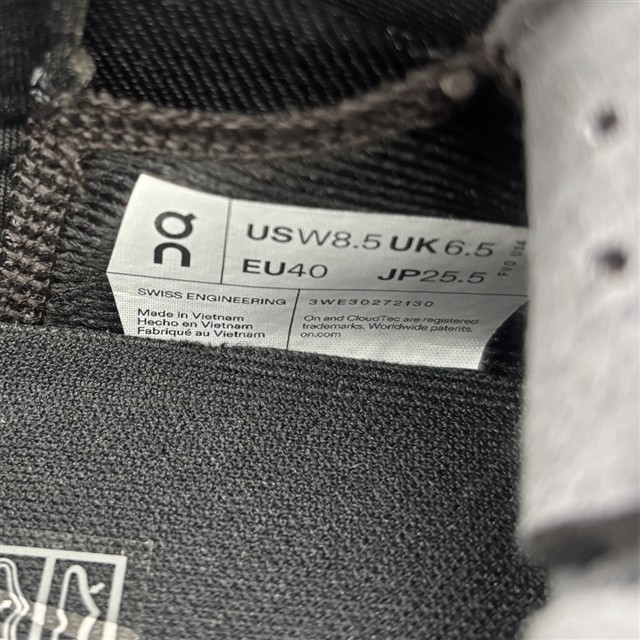 On
USW8.5 UK6.5
EU40 JP25.5
SWISS ENGINEERING
3WE30272130
Made in Vietnam
Hecho en Vietnam
Fabriqué au Vietnam
On and CloudTec are registered
trademarks. Worldwide patents.
on.com